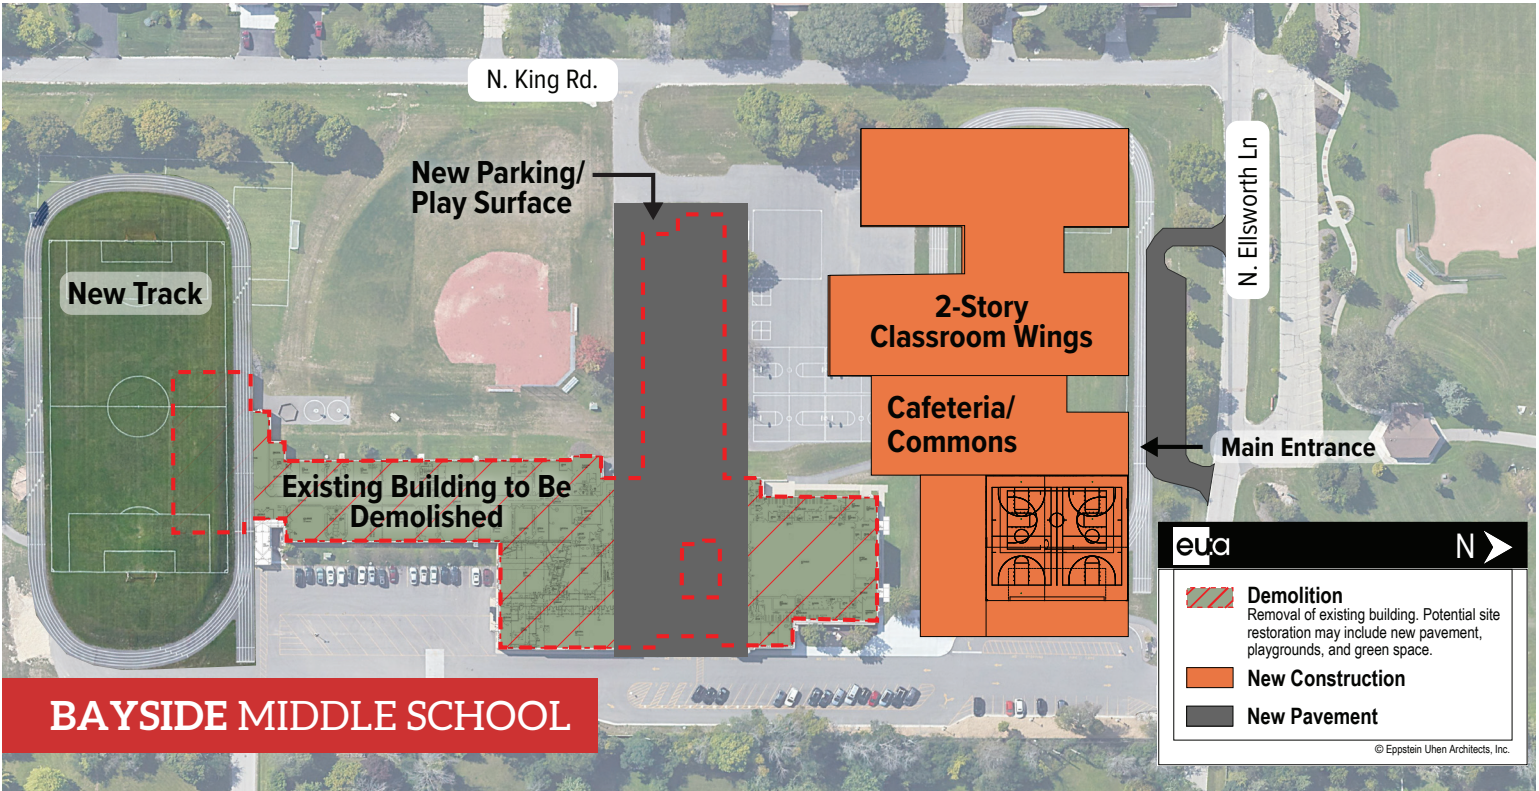 N. King Rd.
New Parking/
Play Surface
N. Ellsworth Ln
New Track
2-Story
Classroom Wings
Cafeteria/
Commons
Main Entrance
Existing Building to Be
Demolished
eu:a
N
Demolition
Removal of existing building. Potential site
restoration may include new pavement,
playgrounds, and green space.
New Construction
New Pavement
© Eppstein Uhen Architects, Inc.
BAYSIDE MIDDLE SCHOOL